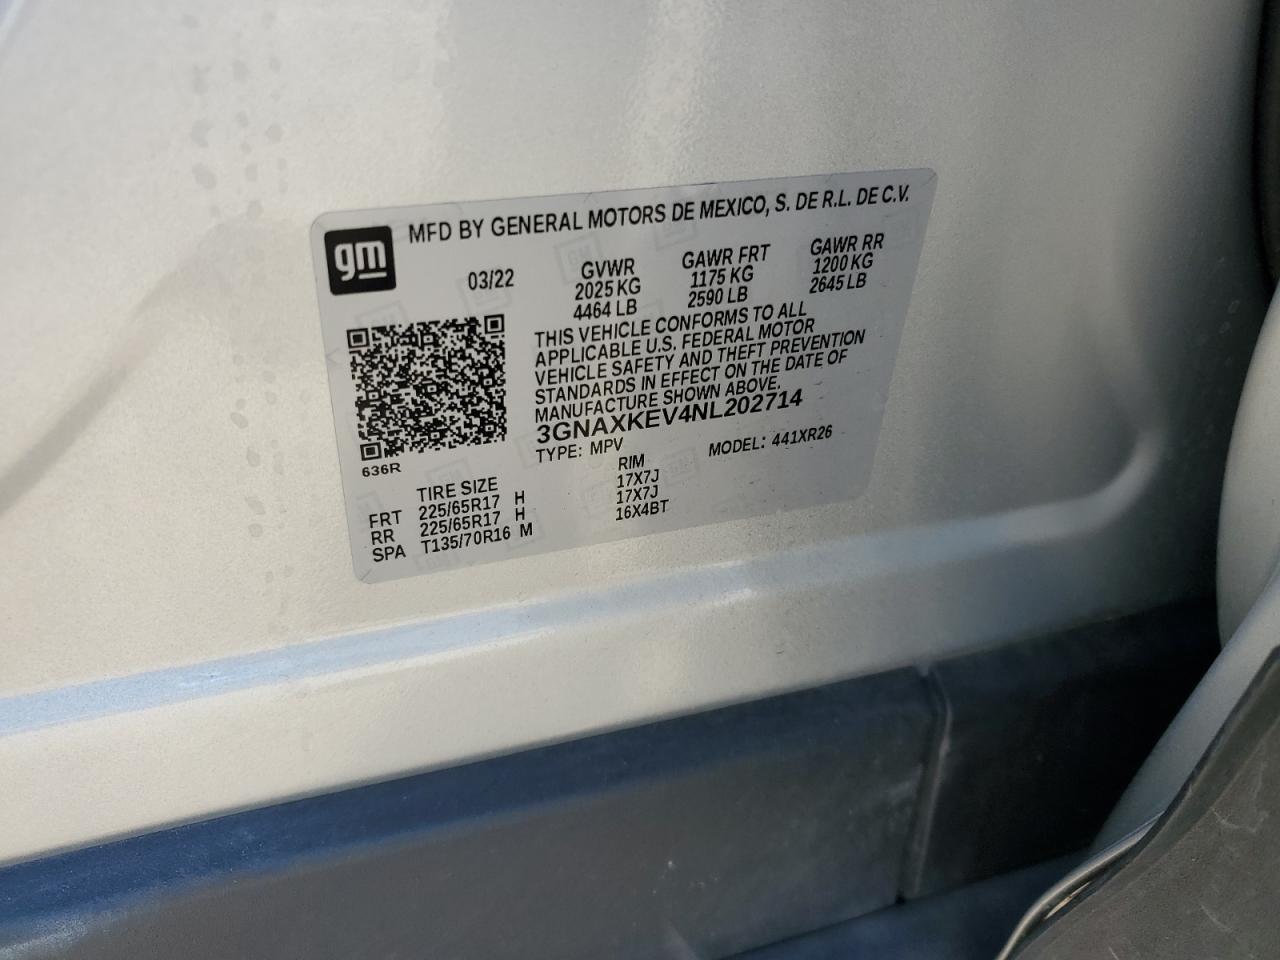 gm
MFD BY GENERAL MOTORS DE MEXICO, S. DE R.L. DE C.V.
03/22 GVWR GAWR FRT GAWR RR
2025 KG 1175 KG 1200 KG
4464 LB 2590 LB 2645 LB
THIS VEHICLE CONFORMS TO ALL
APPLICABLE U.S. FEDERAL MOTOR
VEHICLE SAFETY AND THEFT PREVENTION
STANDARDS IN EFFECT ON THE DATE OF
MANUFACTURE SHOWN ABOVE.
3GNAXKEV4NL202714
TYPE: MPV MODEL: 441XR26
636R
TIRE SIZE RIM
FRT 225/65R17 H 17X7J
RR 225/65R17 H 17X7J
SPA T135/70R16 M 16X4BT